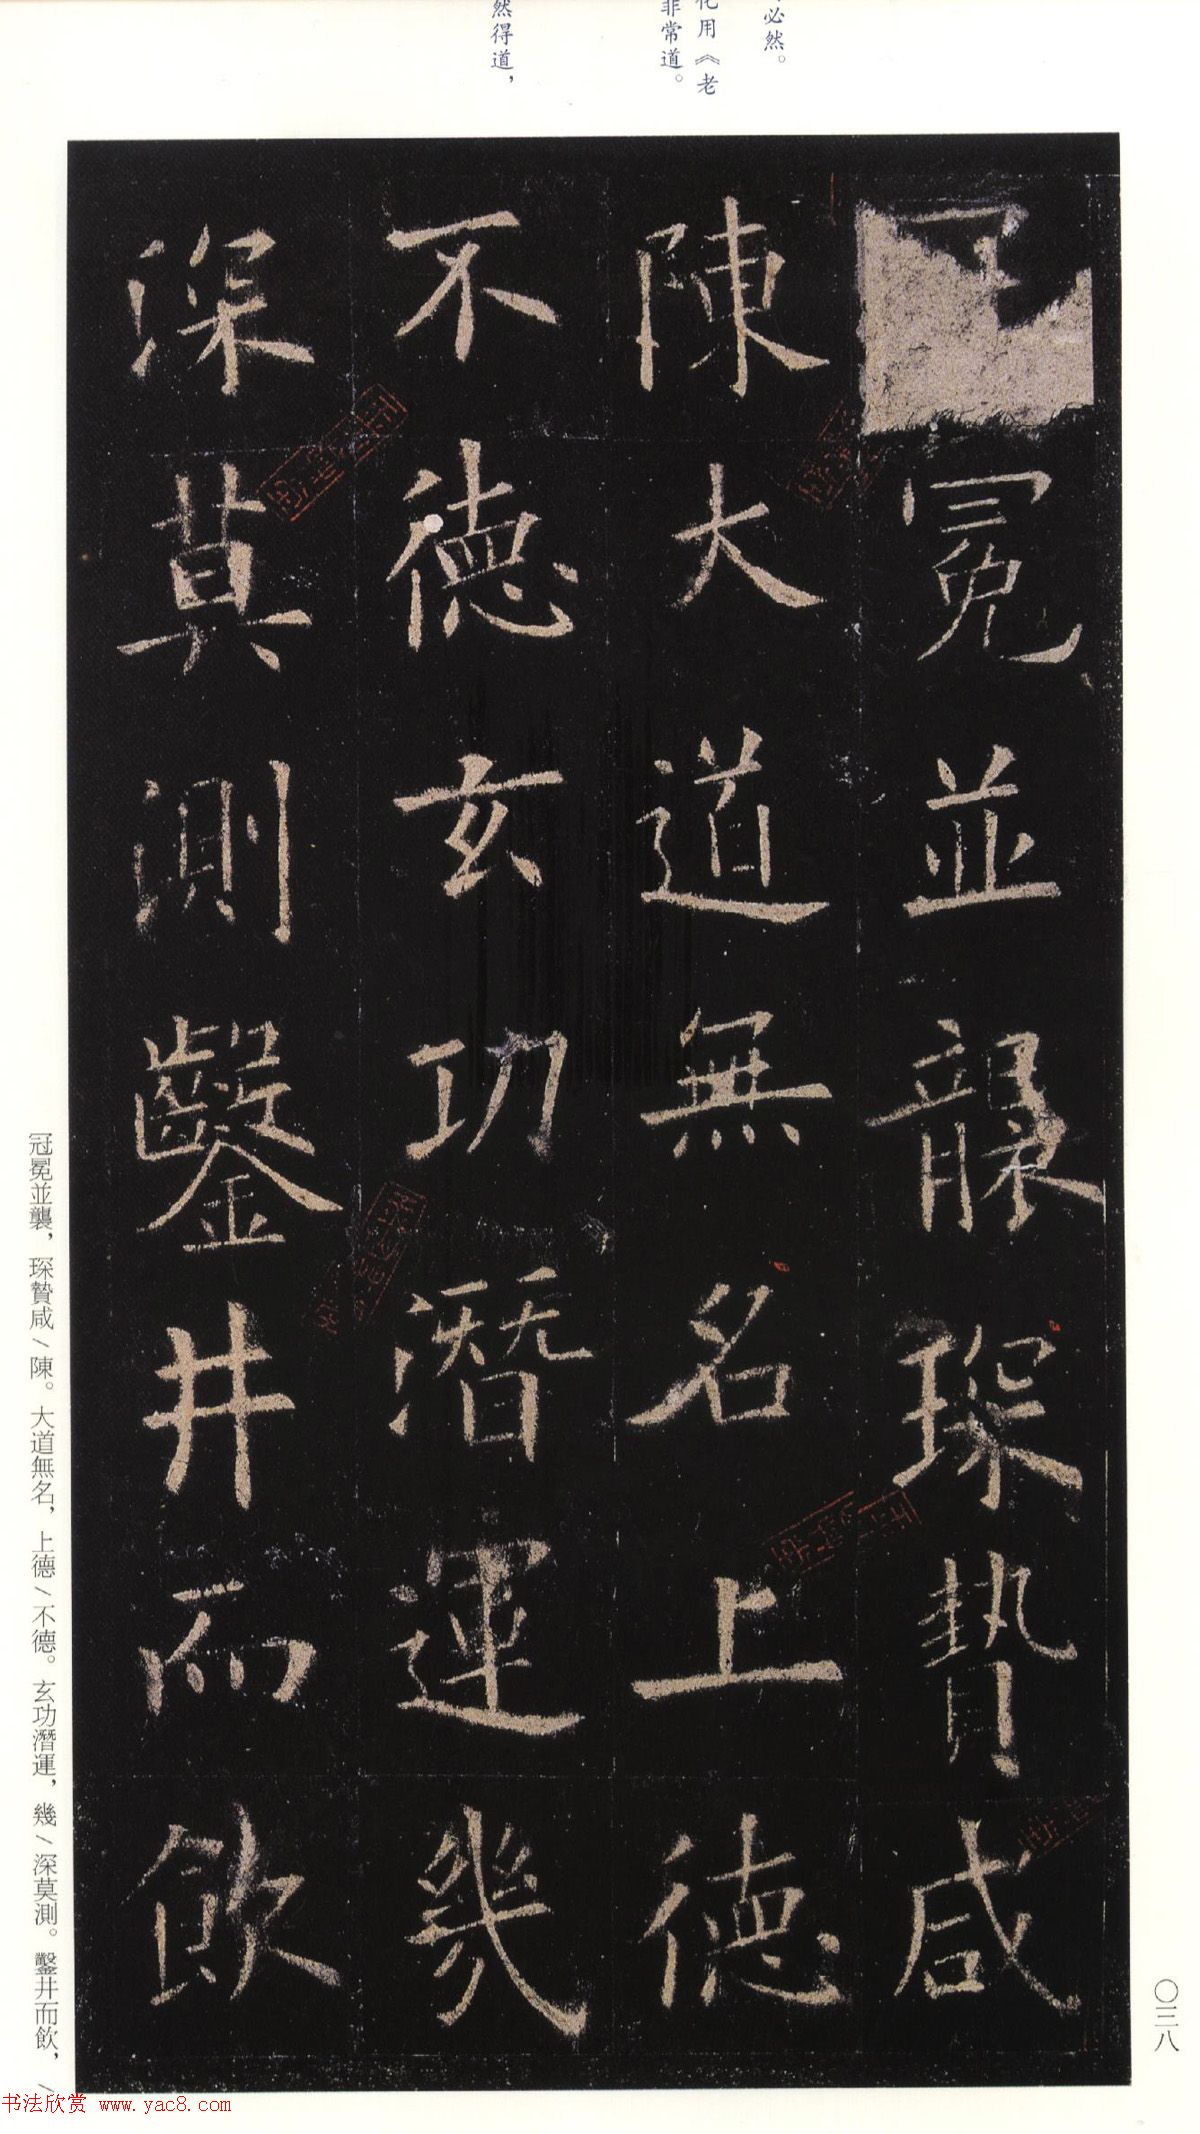 必然。
化用《老
非常道。
然得道，
冕並襲琛贄咸
陳大道無名上德
不德玄功潛運幾
深莫測鑿井而飲
冠冕並襲，琛贄咸/陳。大道無名，上德/不德。玄功潛運，幾/深莫測。鑿井而飲，/
〇三八
书法欣赏 www.yac8.com